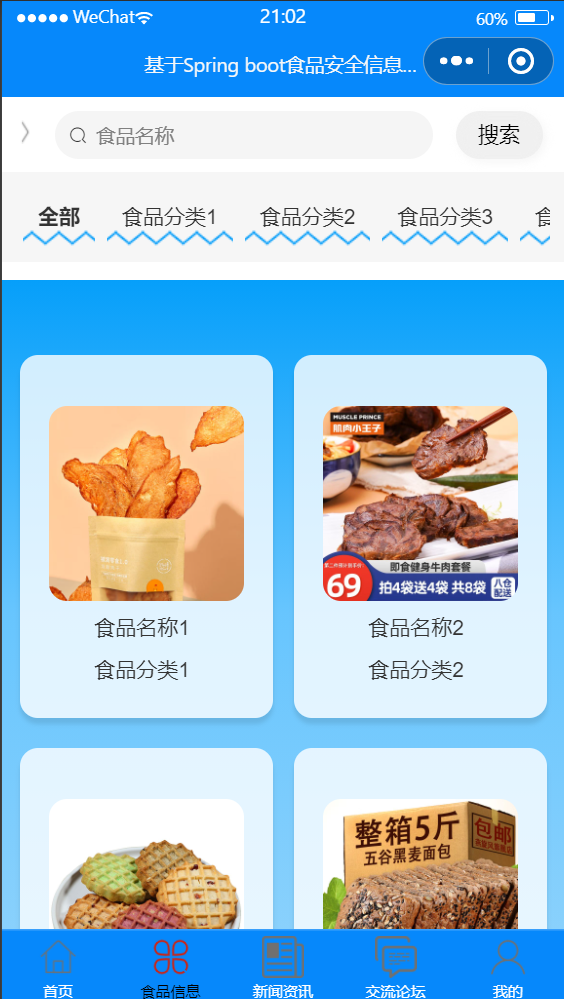 WeChat 21:02 60%
基于Spring boot食品安全信息...
食品名称 搜索
全部 食品分类1 食品分类2 食品分类3 食
MUSCLE PRINCE
肌肉小王子
即食健身牛肉套餐
69 拍4袋送4袋 共8袋 八仓配送
食品名称1 食品名称2
食品分类1 食品分类2
整箱5斤 包邮
五谷黑麦面包
首页 食品信息 新闻资讯 交流论坛 我的